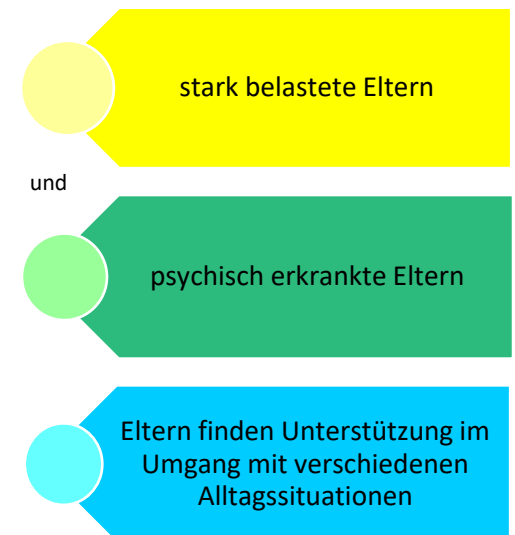 stark belastete Eltern
und
psychisch erkrankte Eltern
Eltern finden Unterstützung im
Umgang mit verschiedenen
Alltagssituationen